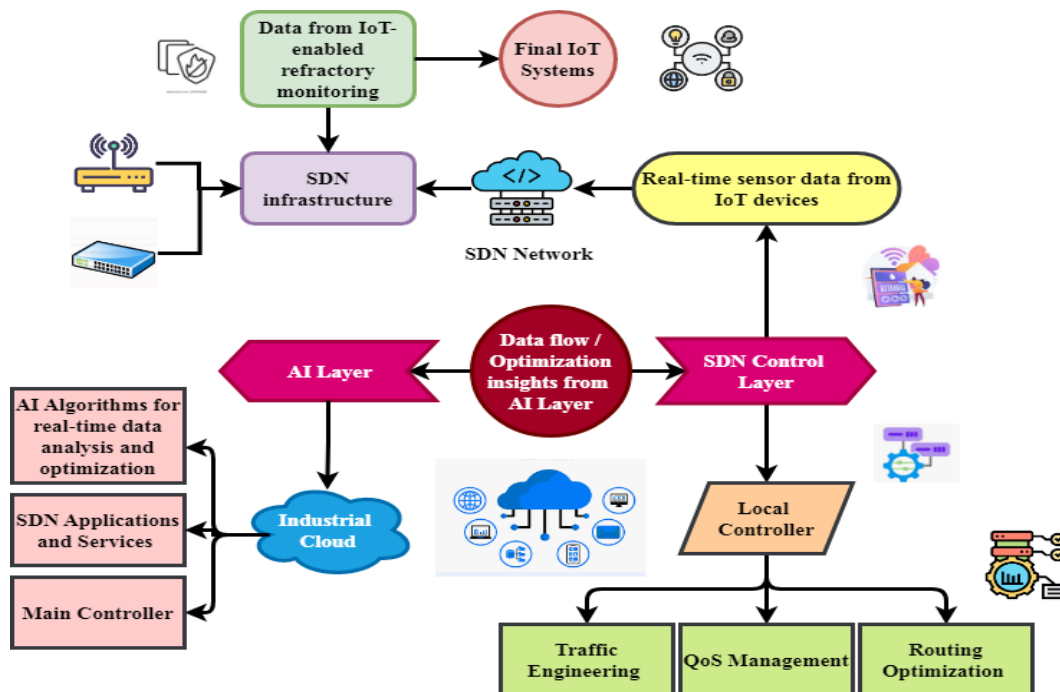 Data from IoT-
enabled
refractory
monitoring
Final IoT
Systems
SDN
infrastructure
SDN Network
Real-time sensor data from
IoT devices
AI Layer
Data flow /
Optimization
insights from
AI Layer
SDN Control
Layer
AI Algorithms for
real-time data
analysis and
optimization
SDN Applications
and Services
Main Controller
Industrial
Cloud
Local
Controller
Traffic
Engineering
QoS Management
Routing
Optimization